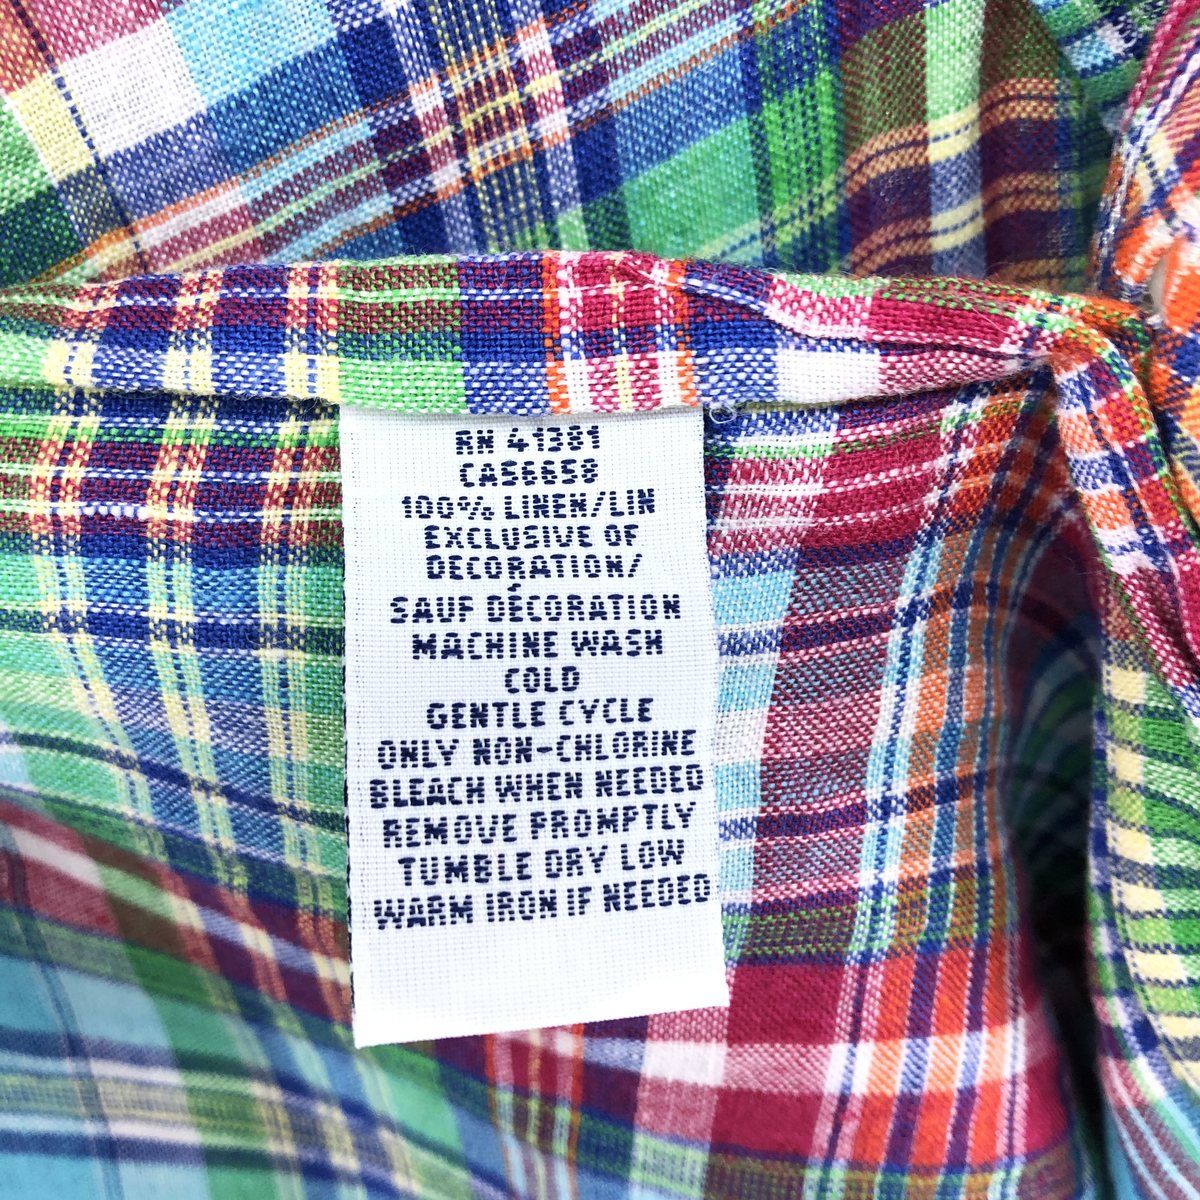 RN 41381
CA56658
100% LINEN/LIN
EXCLUSIVE OF
DECORATION/
SAUF DÉCORATION
MACHINE WASH
COLD
GENTLE CYCLE
ONLY NON-CHLORINE
BLEACH WHEN NEEDED
REMOVE PROMPTLY
TUMBLE DRY LOW
WARM IRON IF NEEDED